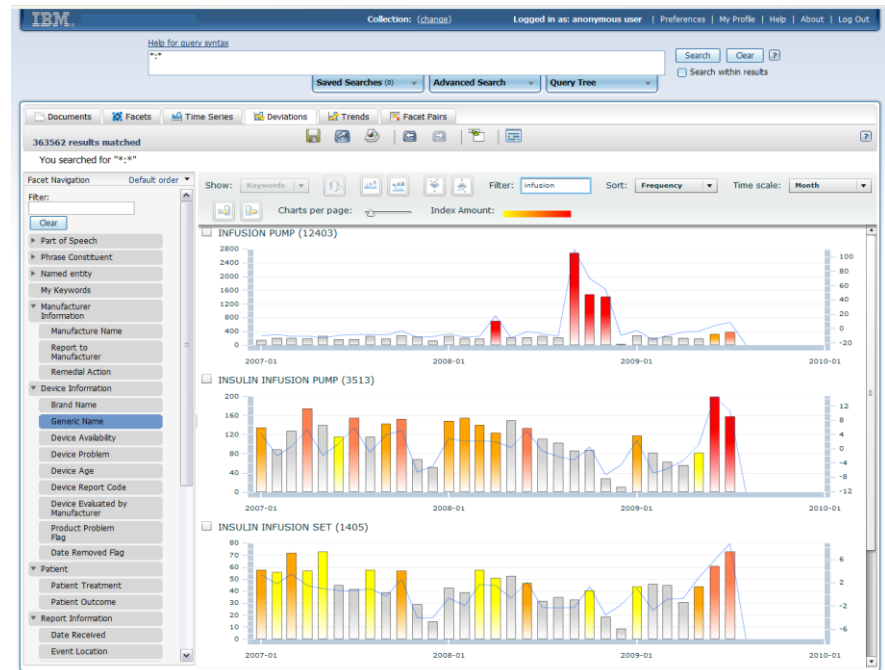 IBM.
Collection: (change)
Logged in as: anonymous user | Preferences | My Profile | Help | About | Log Out
Help for query syntax
*:*
Search Clear ?
Search within results
Saved Searches (0) Advanced Search Query Tree
Documents Facets Time Series Deviations Trends Facet Pairs
363562 results matched
?
You searched for "*:*"
Facet Navigation Default order
Filter:
Clear
Part of Speech
Phrase Constituent
Named entity
My Keywords
Manufacturer
Information
Manufacture Name
Report to
Manufacturer
Remedial Action
Device Information
Brand Name
Generic Name
Device Availability
Device Problem
Device Age
Device Report Code
Device Evaluated by
Manufacturer
Product Problem
Flag
Date Removed Flag
Patient
Patient Treatment
Patient Outcome
Report Information
Date Received
Event Location
Show: Keywords Filter: infusion Sort: Frequency Time scale: Month
Charts per page: Index Amount:
INFUSION PUMP (12403)
2800
2400
2000
1600
1200
800
400
0
100
80
60
40
20
0
-20
2007-01 2008-01 2009-01 2010-01
INSULIN INFUSION PUMP (3513)
200
160
120
80
40
0
12
8
4
0
-4
-8
-12
2007-01 2008-01 2009-01 2010-01
INSULIN INFUSION SET (1405)
80
70
60
50
40
30
20
10
0
6
2
-2
-6
2007-01 2008-01 2009-01 2010-01